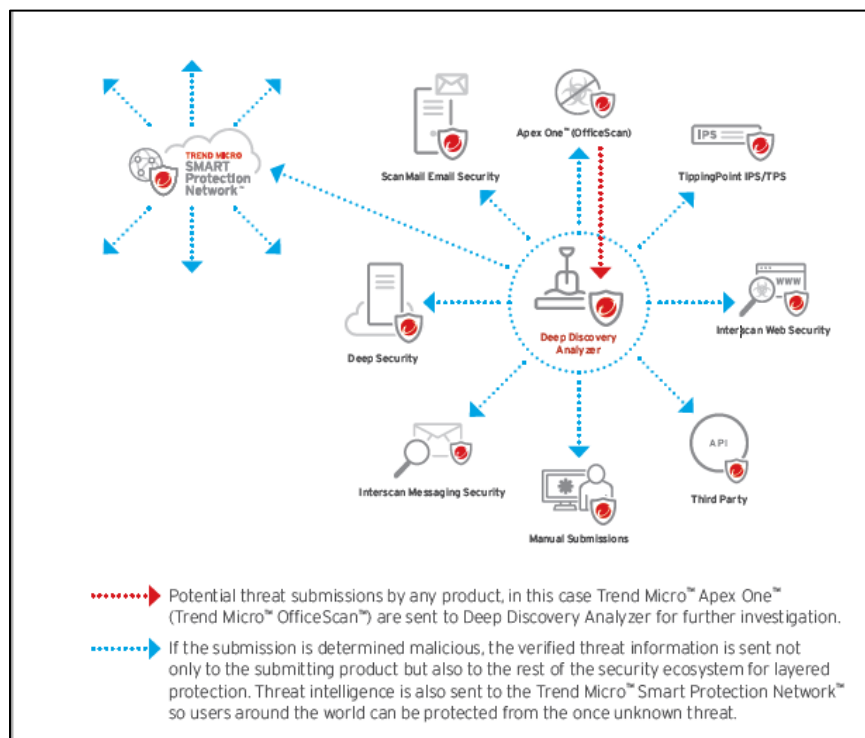 TREND MICRO
SMART
Protection
Network™
ScanMail Email Security
Apex One™ (OfficeScan)
IPS
TippingPoint IPS/TPS
Deep Security
Deep Discovery
Analyzer
WWW
Interscan Web Security
Interscan Messaging Security
Manual Submissions
API
Third Party
Potential threat submissions by any product, in this case Trend Micro™ Apex One™
(Trend Micro™ OfficeScan™) are sent to Deep Discovery Analyzer for further investigation.
If the submission is determined malicious, the verified threat information is sent not
only to the submitting product but also to the rest of the security ecosystem for layered
protection. Threat intelligence is also sent to the Trend Micro™ Smart Protection Network™
so users around the world can be protected from the once unknown threat.